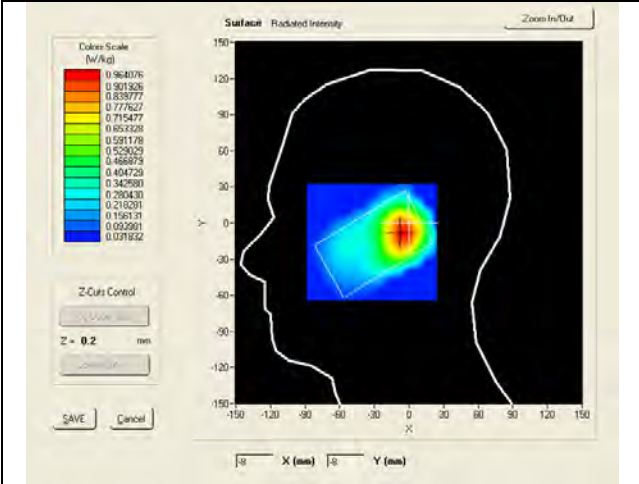 Surface Radiated Intensity
Zoom In/Out
Colors Scale
(W/kg)
0.964076
0.901926
0.839777
0.777627
0.715477
0.653328
0.591178
0.529029
0.466879
0.404729
0.342580
0.280430
0.218281
0.156131
0.093981
0.031832
Z-Cuts Control
Z = 0.2 mm
SAVE Cancel
150-
120-
90-
60-
30-
0-
-30-
-60-
-90-
-120-
-150-
Y
-150 -120 -90 -60 -30 0 30 60 90 120 150
X
-8 X (mm) -8 Y (mm)